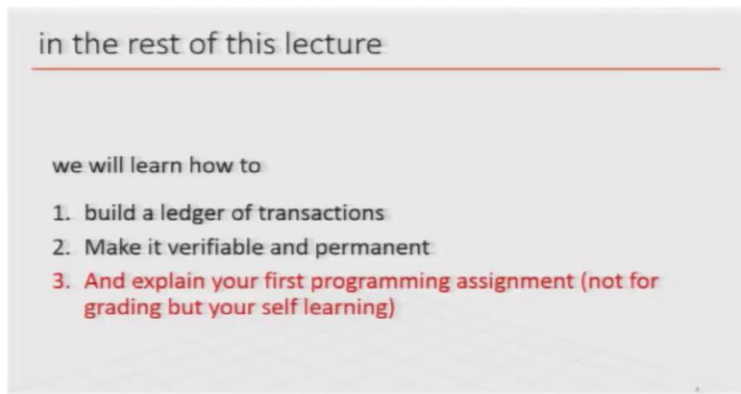 in the rest of this lecture
we will learn how to
1. build a ledger of transactions
2. Make it verifiable and permanent
3. And explain your first programming assignment (not for
grading but your self learning)